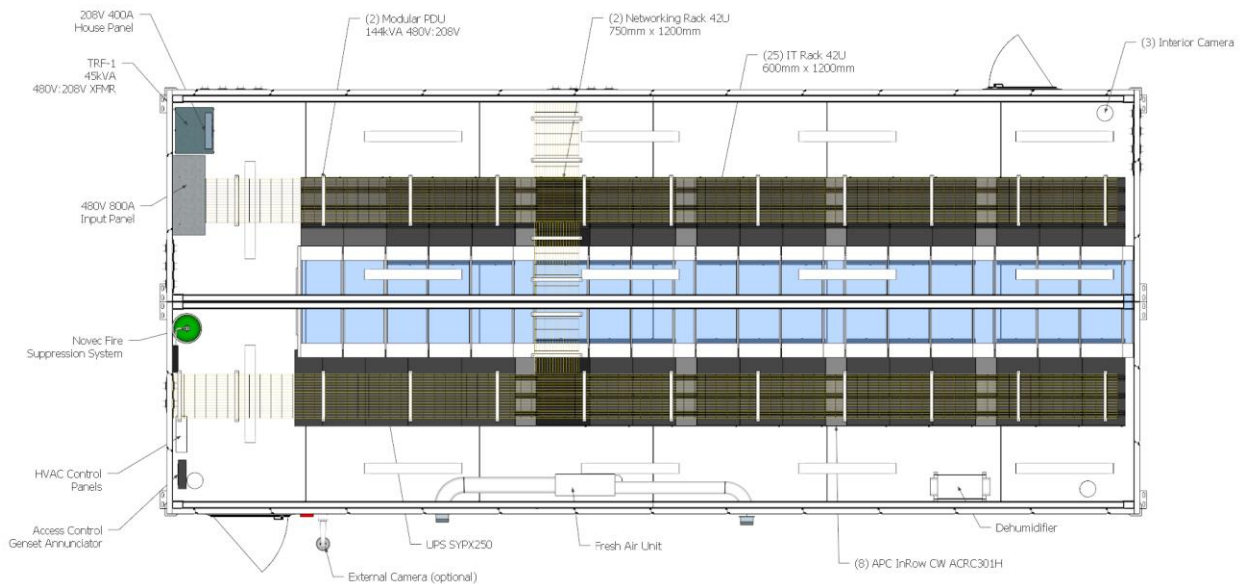 208V 400A
House Panel
(2) Modular PDU
144kVA 480V:208V
(2) Networking Rack 42U
750mm x 1200mm
(3) Interior Camera
TRF-1
45kVA
480V:208V XFMR
(25) IT Rack 42U
600mm x 1200mm
480V 800A
Input Panel
Novec Fire
Suppression System
HVAC Control
Panels
Access Control
Genset Annunciator
UPS SYPX250
Fresh Air Unit
Dehumidifier
(8) APC InRow CW ACRC301H
External Camera (optional)